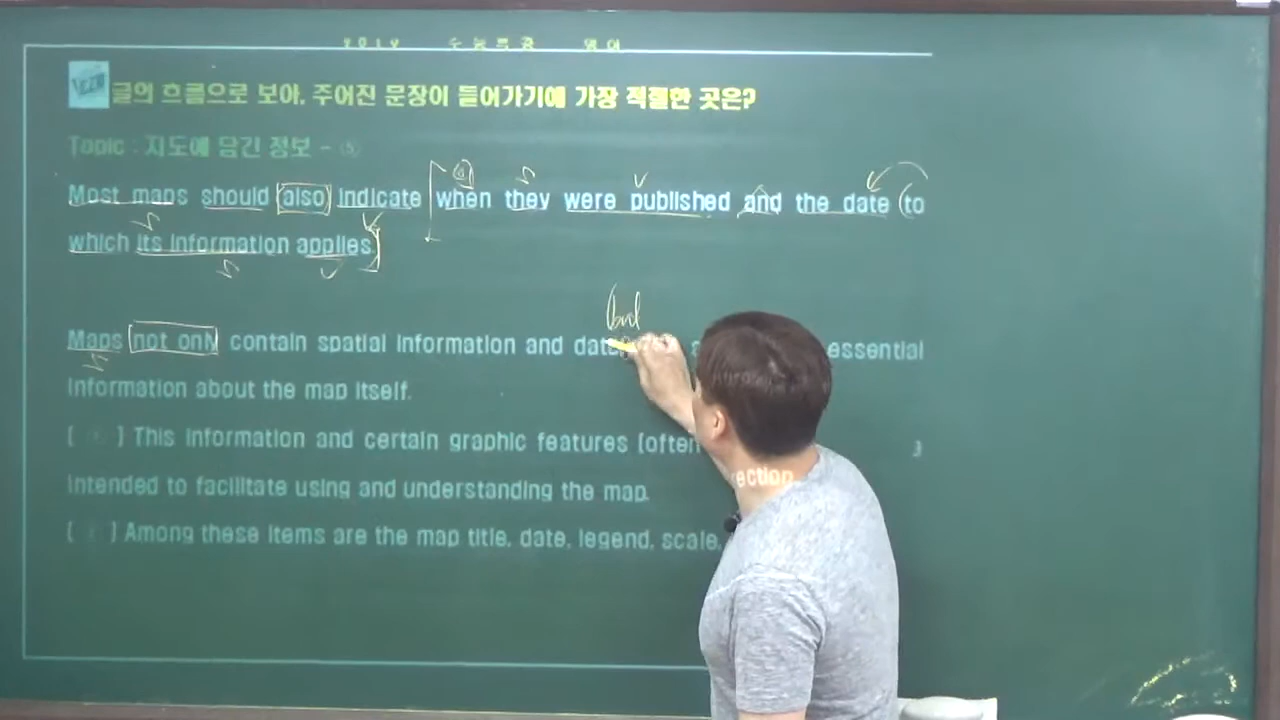 2019 수능특강 영어
글의 흐름으로 보아, 주어진 문장이 들어가기에 가장 적절한 곳은?
Topic : 지도에 담긴 정보 - ⑤
Most maps should also indicate when they were published and the date (to
which its information applies.
but
Maps not only contain spatial information and data, essential
information about the map itself.
( ) This information and certain graphic features (often
ection
intended to facilitate using and understanding the map.
( ) Among these items are the map title, date, legend, scale,